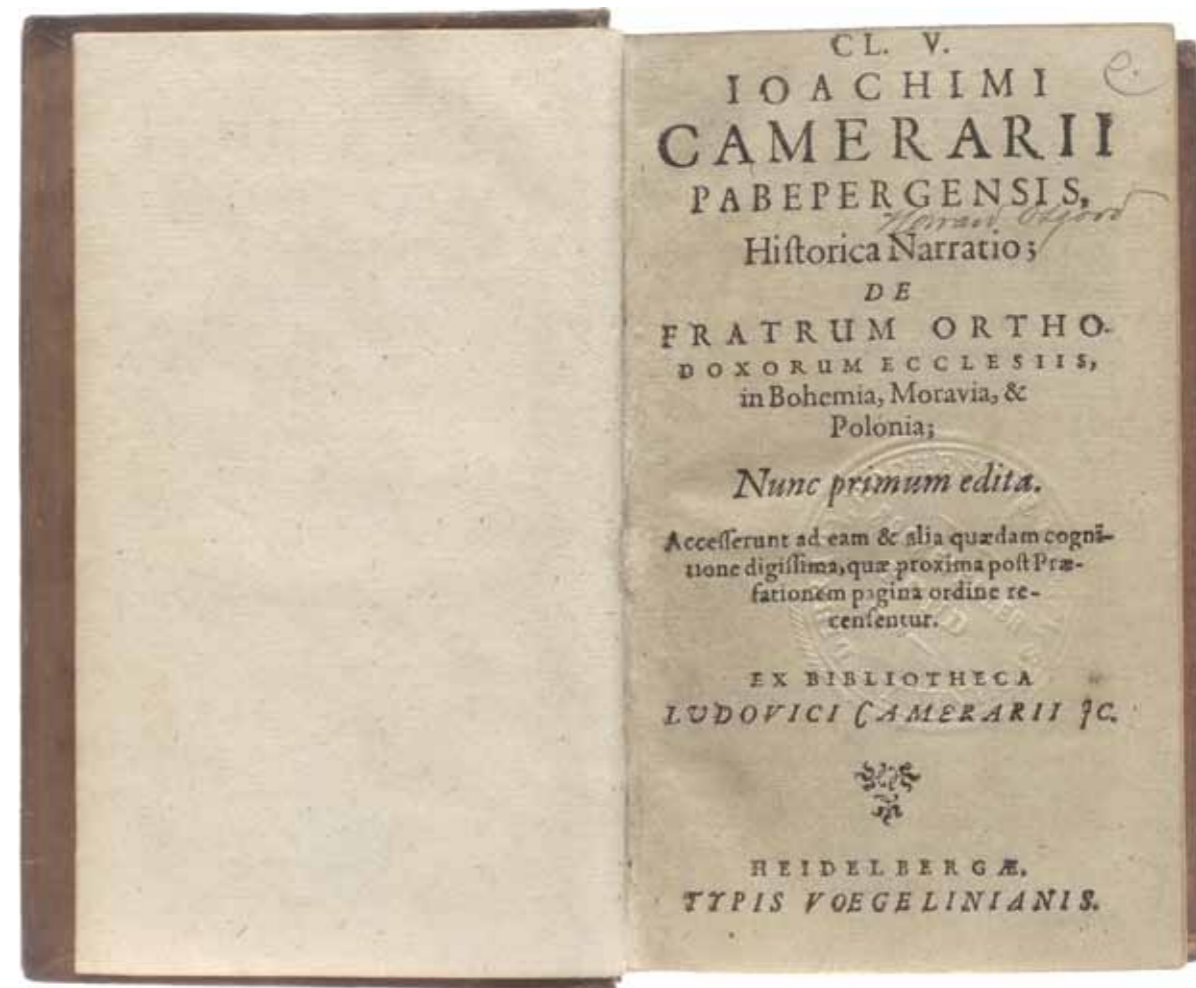 CL. V.
IOACHIMI
CAMERARII
PABEPERGENSIS,
Hiſtorica Narratio;
DE
FRATRUM ORTHO-
DOXORUM ECCLESIIS,
in Bohemia, Moravia, &
Polonia;
Nunc primum edita.
Acceſſerunt ad eam & alia quædam cogni-
tione digiſſima, quæ proxima poſt Præ-
fationem pagina ordine re-
cenſentur.
EX BIBLIOTHECA
LUDOVICI CAMERARII JC.
HEIDELBERGÆ,
TYPIS VOEGELINIANIS.